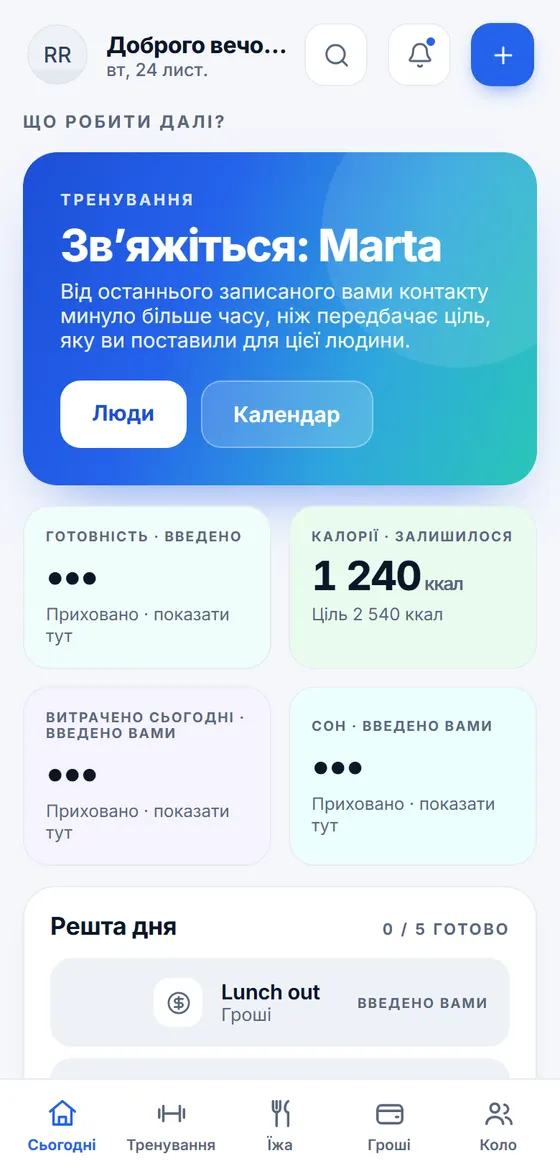 RR
Доброго вечо...
вт, 24 лист.
ЩО РОБИТИ ДАЛІ?
ТРЕНУВАННЯ
Зв’яжіться: Marta
Від останнього записаного вами контакту
минуло більше часу, ніж передбачає ціль,
яку ви поставили для цієї людини.
Люди
Календар
ГОТОВНІСТЬ · ВВЕДЕНО
•••
Приховано · показати
тут
КАЛОРІЇ · ЗАЛИШИЛОСЯ
1 240 ккал
Ціль 2 540 ккал
ВИТРАЧЕНО СЬОГОДНІ ·
ВВЕДЕНО ВАМИ
•••
Приховано · показати
тут
СОН · ВВЕДЕНО ВАМИ
•••
Приховано · показати
тут
Решта дня
0 / 5 ГОТОВО
Lunch out
Гроші
ВВЕДЕНО ВАМИ
Сьогодні
Тренування
Їжа
Гроші
Коло